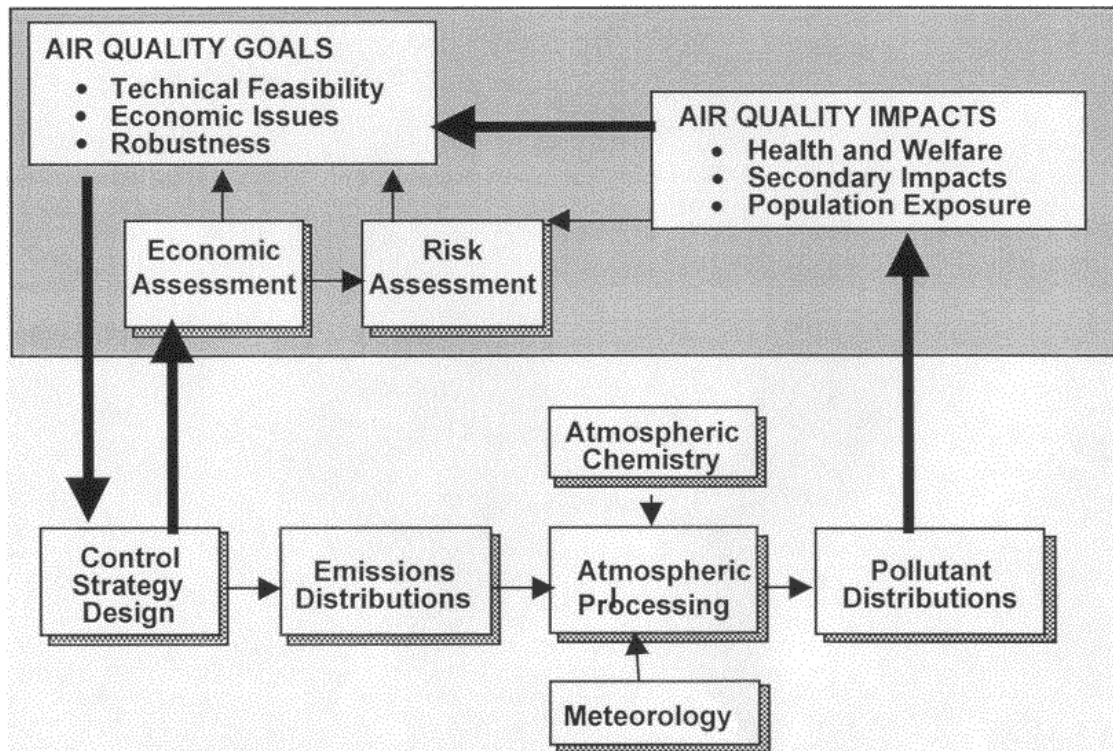 AIR QUALITY GOALS
• Technical Feasibility
• Economic Issues
• Robustness
AIR QUALITY IMPACTS
• Health and Welfare
• Secondary Impacts
• Population Exposure
Economic
Assessment
Risk
Assessment
Atmospheric
Chemistry
Control
Strategy
Design
Emissions
Distributions
Atmospheric
Processing
Pollutant
Distributions
Meteorology